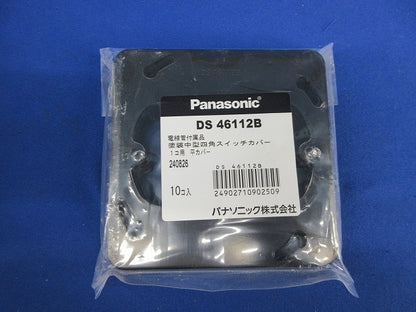 Panasonic
DS 46112B
電線管付属品
塗装中型四角スイッチカバー
1コ用 平カバー
240826
DS 46112B
10コ入
24902710902509
パナソニック株式会社